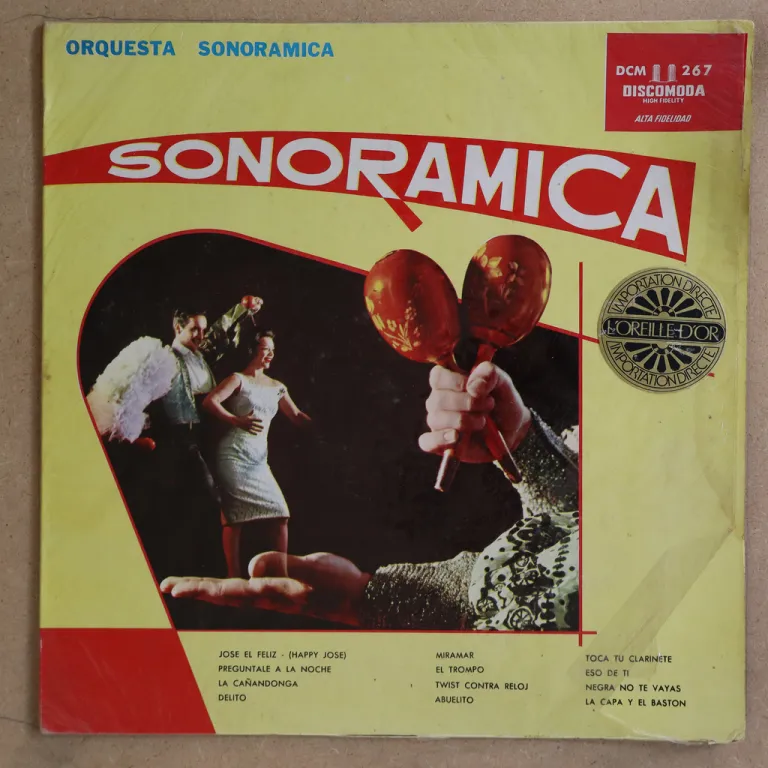 ORQUESTA SONORAMICA
DCM 267
DISCOMODA
HIGH FIDELITY
ALTA FIDELIDAD
SONORAMICA
IMPORTATION DIRECTE
L'OREILLE-D'OR
IMPORTATION DIRECTE
JOSE EL FELIZ - (HAPPY JOSE)
PREGUNTALE A LA NOCHE
LA CAÑANDONGA
DELITO
MIRAMAR
EL TROMPO
TWIST CONTRA RELOJ
ABUELITO
TOCA TU CLARINETE
ESO DE TI
NEGRA NO TE VAYAS
LA CAPA Y EL BASTON